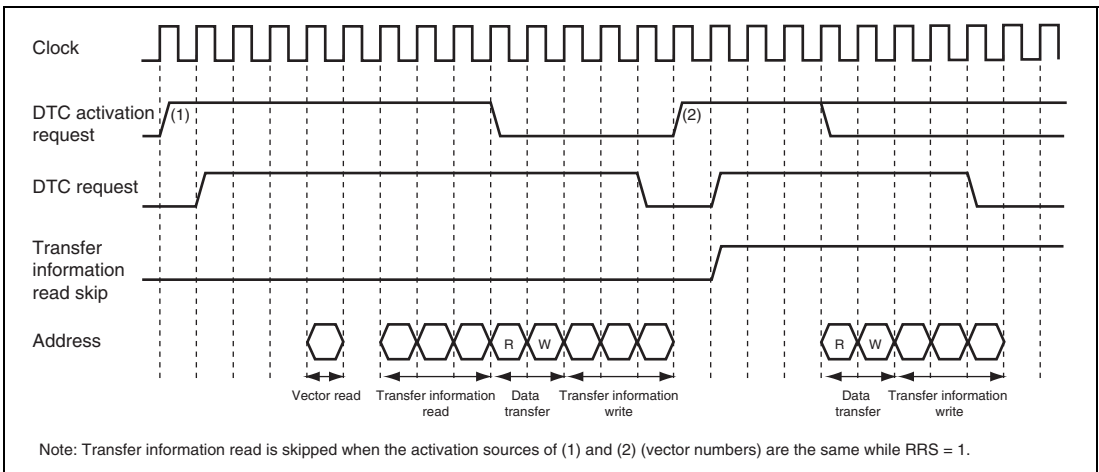 Clock
DTC activation
request
(1)
(2)
DTC request
Transfer
information
read skip
Address
R
W
R
W
Vector read
Transfer information
read
Data
transfer
Transfer information
write
Data
transfer
Transfer information
write
Note: Transfer information read is skipped when the activation sources of (1) and (2) (vector numbers) are the same while RRS = 1.